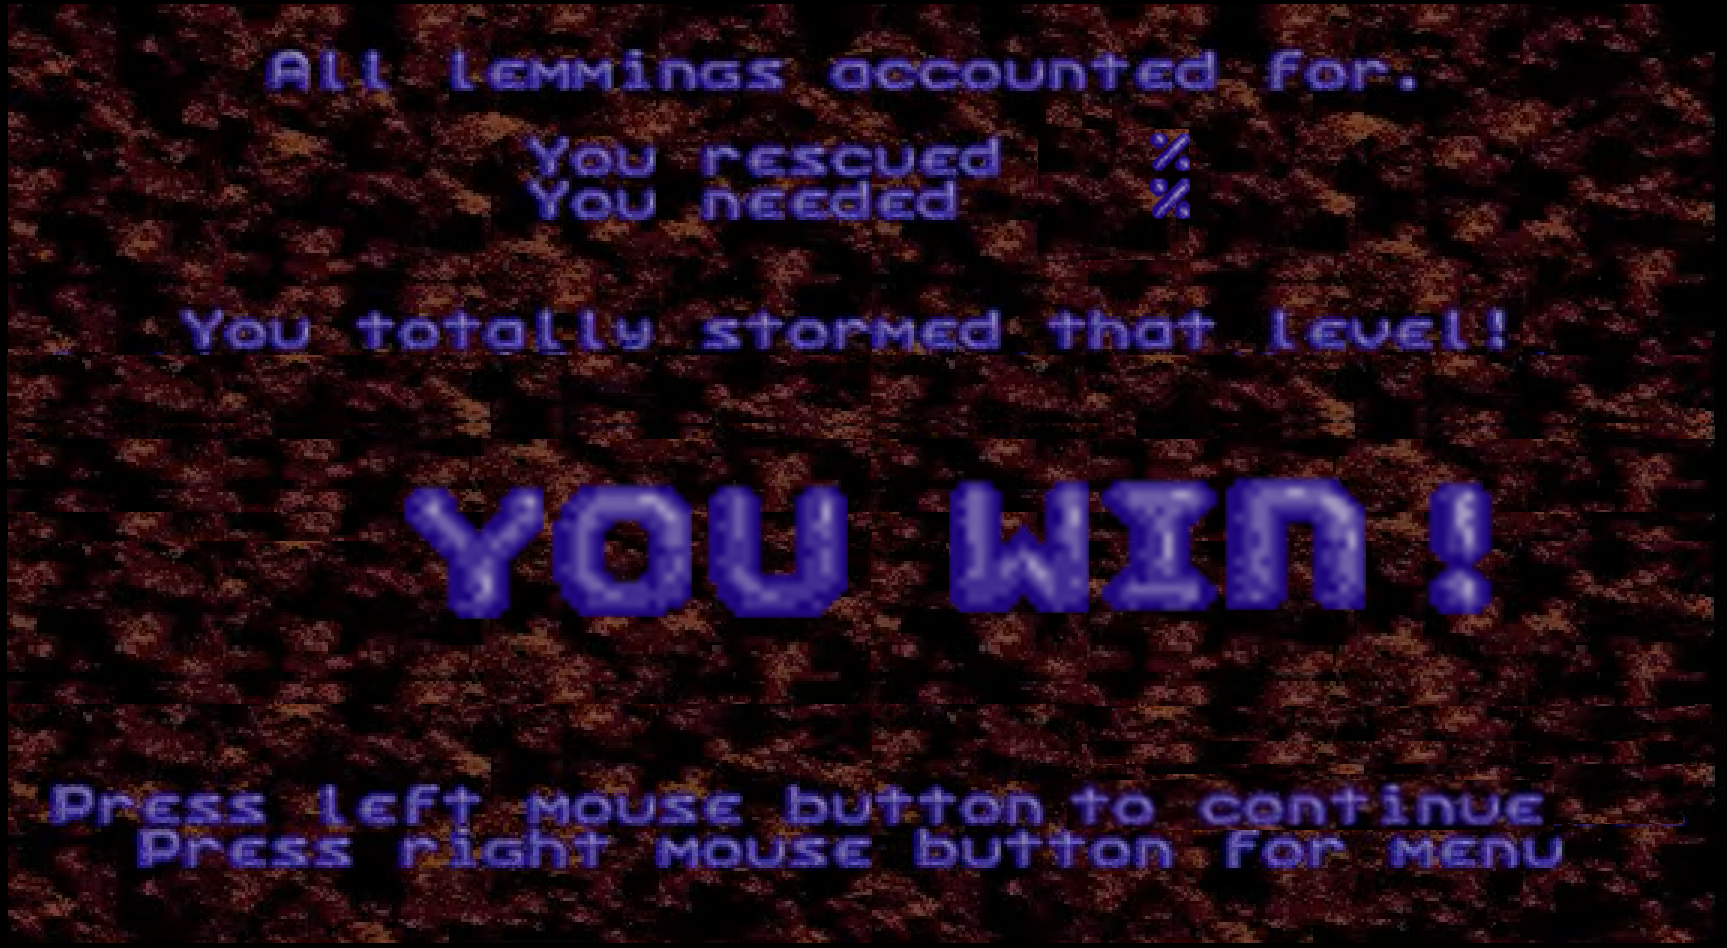 All lemmings accounted for.
You rescued %
You needed %
You totally stormed that level!
YOU WIN!
Press left mouse button to continue
Press right mouse button for menu